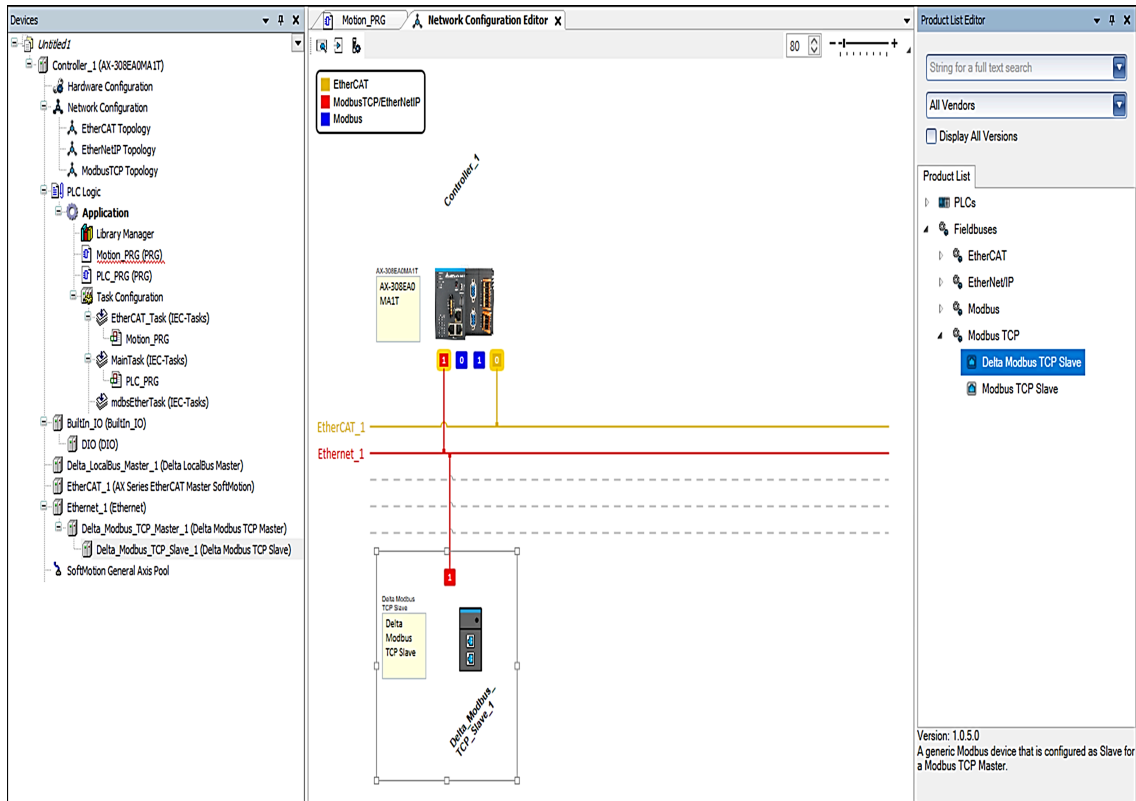 Devices
Untitled1
Controller_1 (AX-308EA0MA1T)
Hardware Configuration
Network Configuration
EtherCAT Topology
EtherNetIP Topology
ModbusTCP Topology
PLC Logic
Application
Library Manager
Motion_PRG (PRG)
PLC_PRG (PRG)
Task Configuration
EtherCAT_Task (IEC-Tasks)
Motion_PRG
MainTask (IEC-Tasks)
PLC_PRG
mdbsEtherTask (IEC-Tasks)
BuiltIn_IO (BuiltIn_IO)
DIO (DIO)
Delta_LocalBus_Master_1 (Delta LocalBus Master)
EtherCAT_1 (AX Series EtherCAT Master SoftMotion)
Ethernet_1 (Ethernet)
Delta_Modbus_TCP_Master_1 (Delta Modbus TCP Master)
Delta_Modbus_TCP_Slave_1 (Delta Modbus TCP Slave)
SoftMotion General Axis Pool
Motion_PRG
Network Configuration Editor
80
EtherCAT
ModbusTCP/EtherNetIP
Modbus
Controller_1
AX-308EA0MA1T
AX-308EA0
MA1T
1 0 1 0
EtherCAT_1
Ethernet_1
1
Delta Modbus
TCP Slave
Delta
Modbus
TCP Slave
Delta_Modbus_
TCP_Slave_1
Product List Editor
String for a full text search
All Vendors
Display All Versions
Product List
PLCs
Fieldbuses
EtherCAT
EtherNet/IP
Modbus
Modbus TCP
Delta Modbus TCP Slave
Modbus TCP Slave
Version: 1.0.5.0
A generic Modbus device that is configured as Slave for
a Modbus TCP Master.